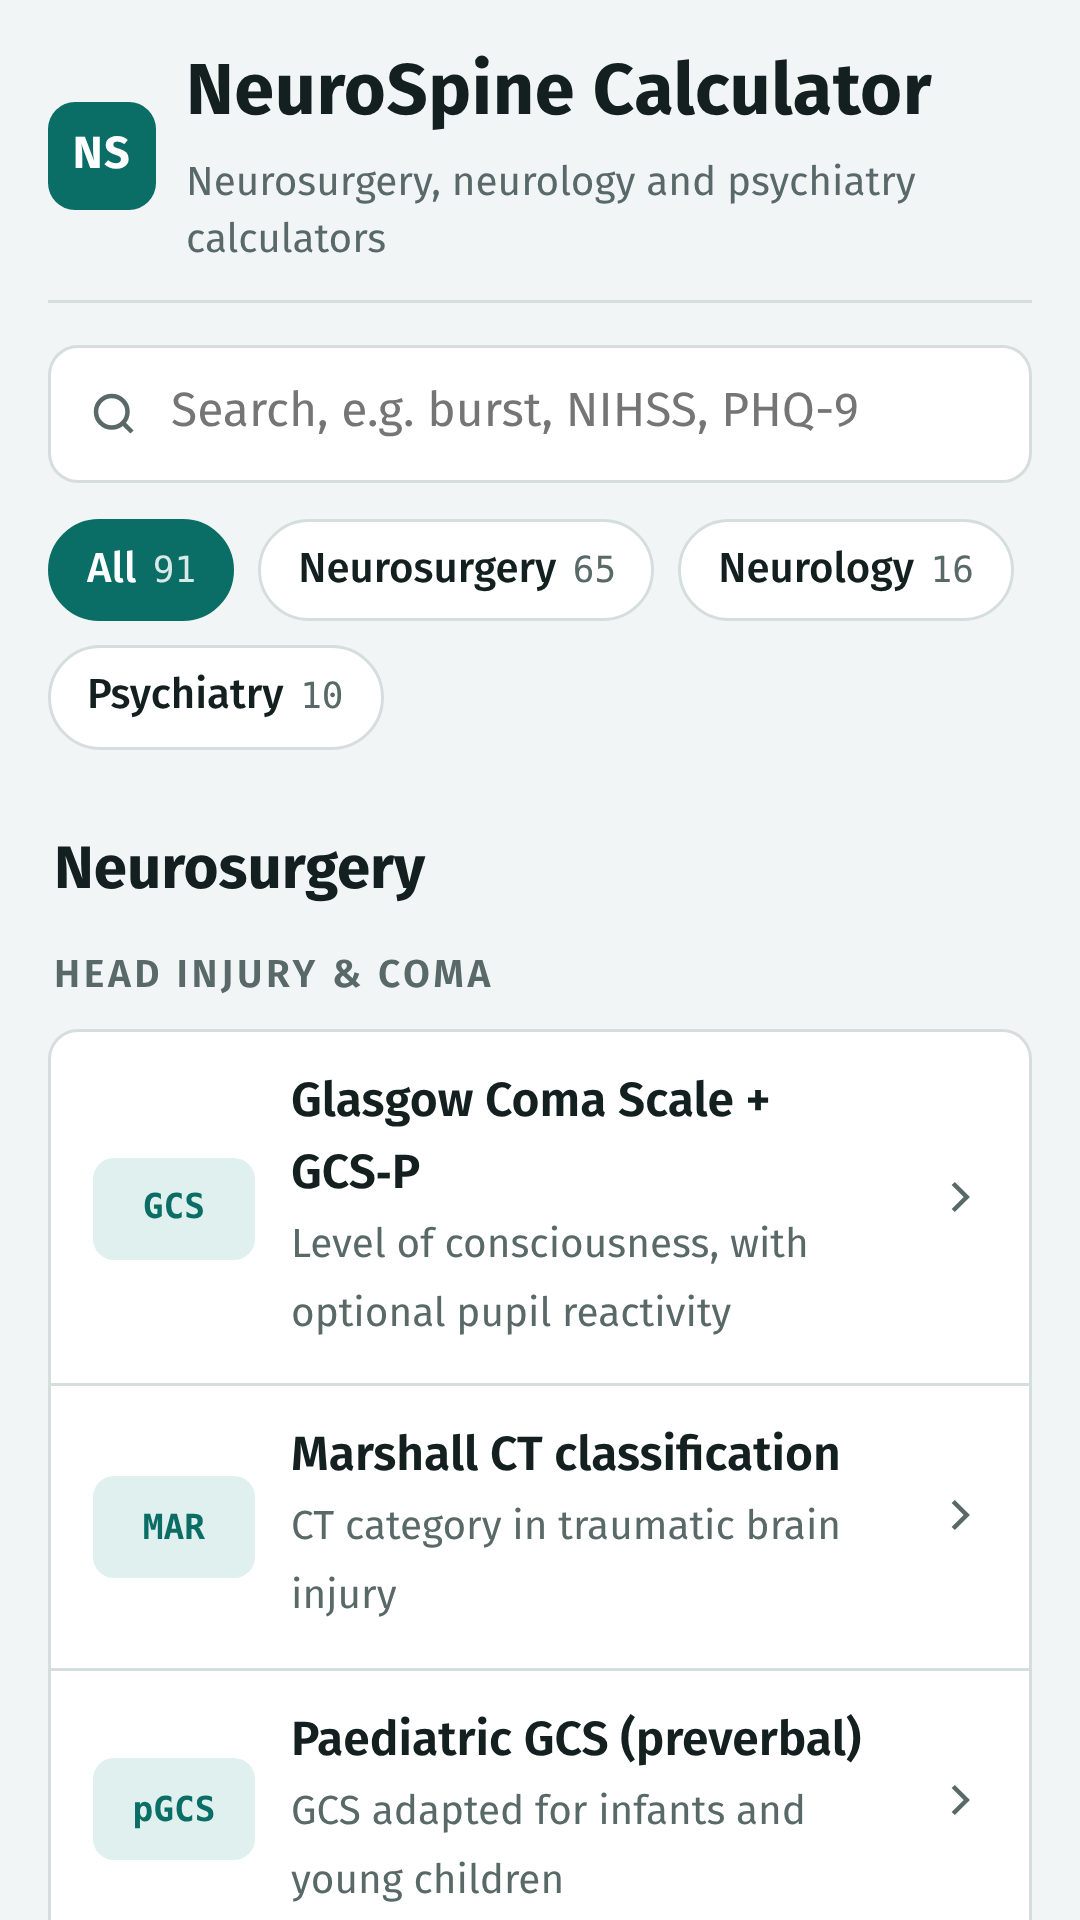 NS
NeuroSpine Calculator
Neurosurgery, neurology and psychiatry
calculators
Search, e.g. burst, NIHSS, PHQ-9
All 91
Neurosurgery 65
Neurology 16
Psychiatry 10
Neurosurgery
HEAD INJURY & COMA
GCS
Glasgow Coma Scale +
GCS-P
Level of consciousness, with
optional pupil reactivity
MAR
Marshall CT classification
CT category in traumatic brain
injury
pGCS
Paediatric GCS (preverbal)
GCS adapted for infants and
young children